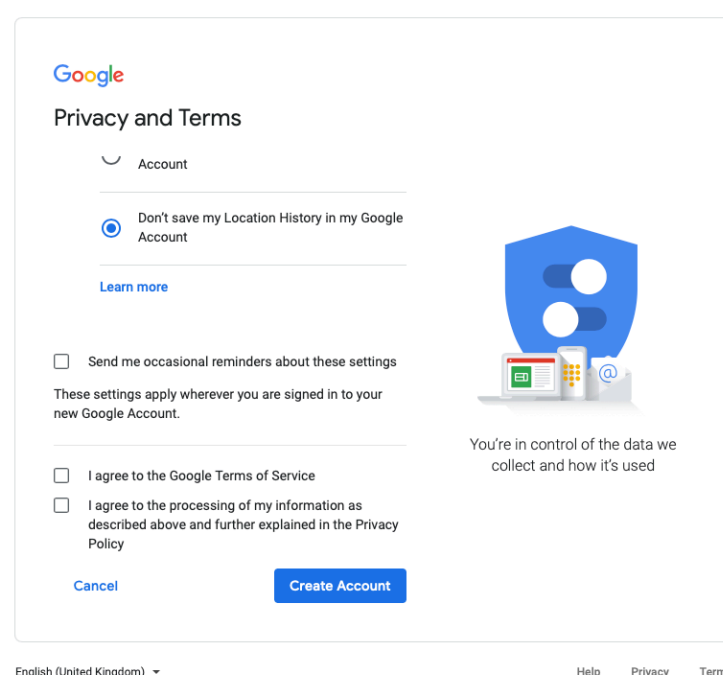 Google
Privacy and Terms
Account
Don't save my Location History in my Google
Account
Learn more
Send me occasional reminders about these settings
These settings apply wherever you are signed in to your
new Google Account.
I agree to the Google Terms of Service
I agree to the processing of my information as
described above and further explained in the Privacy
Policy
Cancel
Create Account
@
You're in control of the data we
collect and how it's used
English (United Kingdom)
Help Privacy